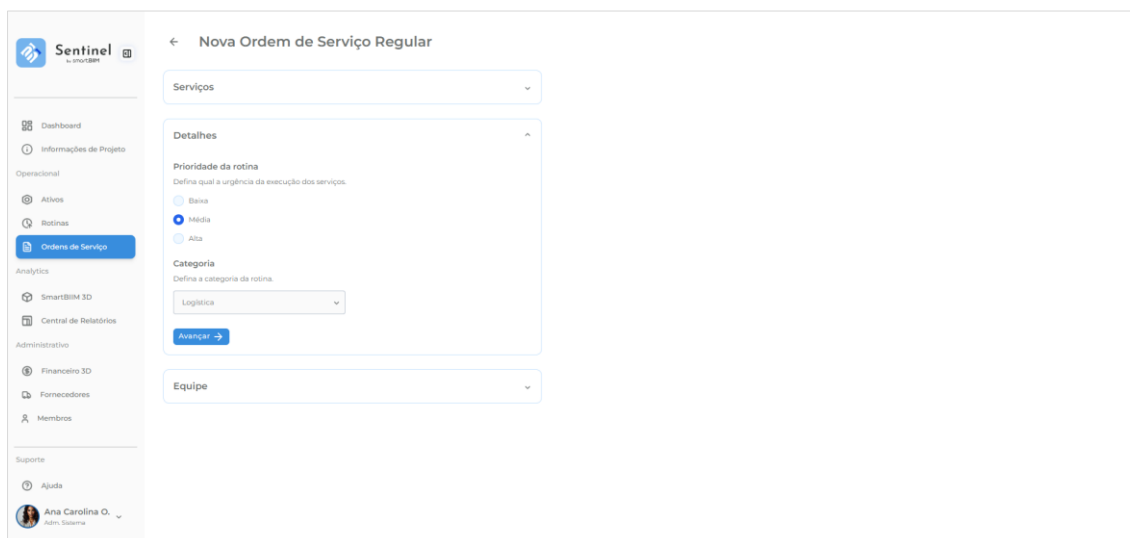 Sentinel
by smartBIIM
Dashboard
Informações de Projeto
Operacional
Ativos
Rotinas
Ordens de Serviço
Analytics
SmartBIIM 3D
Central de Relatórios
Administrativo
Financeiro 3D
Fornecedores
Membros
Suporte
Ajuda
Ana Carolina O.
Adm. Sistema
Nova Ordem de Serviço Regular
Serviços
Detalhes
Prioridade da rotina
Defina qual a urgência da execução dos serviços.
Baixa
Média
Alta
Categoria
Defina a categoria da rotina.
Logística
Avançar
Equipe